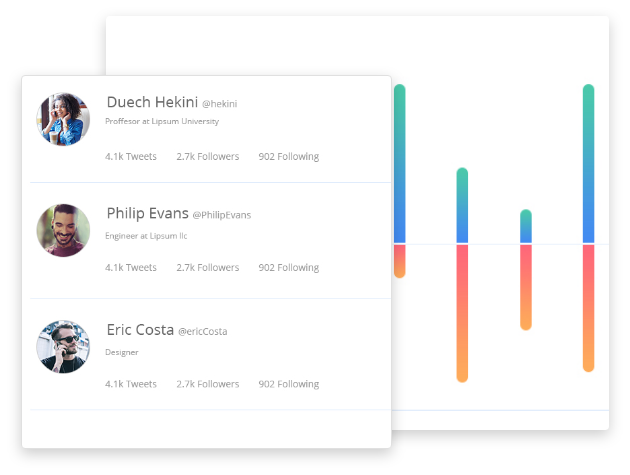 Duech Hekini @hekini
Proffesor at Lipsum University
4.1k Tweets 2.7k Followers 902 Following
Philip Evans @PhilipEvans
Engineer at Lipsum llc
4.1k Tweets 2.7k Followers 902 Following
Eric Costa @ericCosta
Designer
4.1k Tweets 2.7k Followers 902 Following